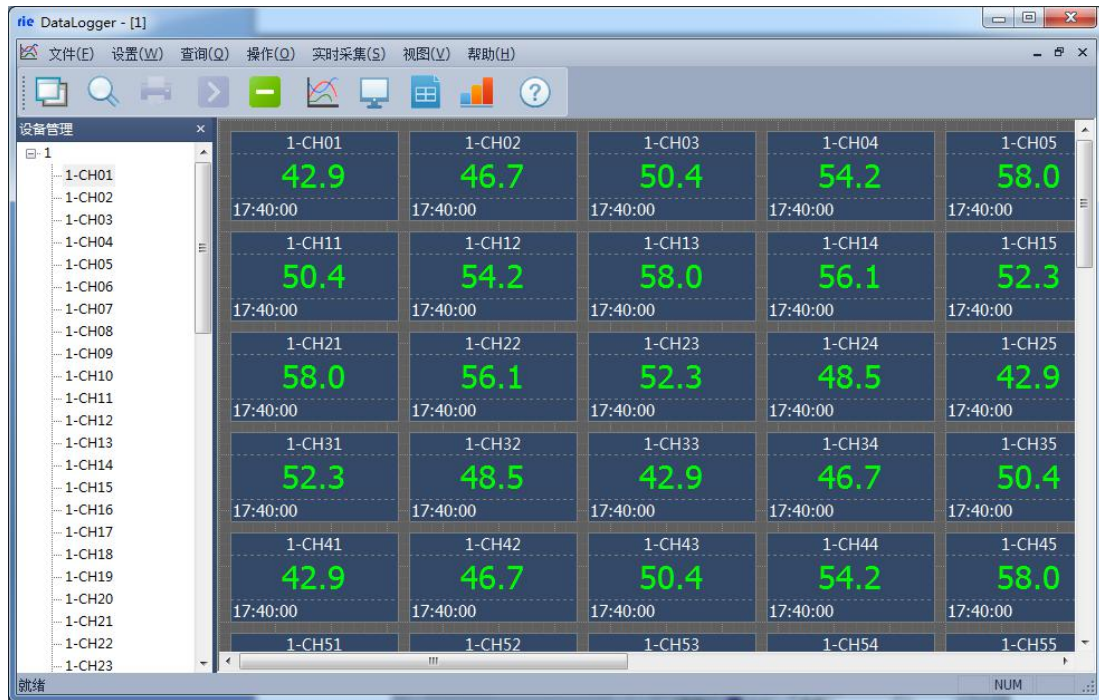 rie DataLogger - [1]
文件(F) 设置(W) 查询(Q) 操作(O) 实时采集(S) 视图(V) 帮助(H)
设备管理
1
1-CH01
1-CH02
1-CH03
1-CH04
1-CH05
1-CH06
1-CH07
1-CH08
1-CH09
1-CH10
1-CH11
1-CH12
1-CH13
1-CH14
1-CH15
1-CH16
1-CH17
1-CH18
1-CH19
1-CH20
1-CH21
1-CH22
1-CH23
1-CH01 1-CH02 1-CH03 1-CH04 1-CH05
42.9 46.7 50.4 54.2 58.0
17:40:00 17:40:00 17:40:00 17:40:00 17:40:00
1-CH11 1-CH12 1-CH13 1-CH14 1-CH15
50.4 54.2 58.0 56.1 52.3
17:40:00 17:40:00 17:40:00 17:40:00 17:40:00
1-CH21 1-CH22 1-CH23 1-CH24 1-CH25
58.0 56.1 52.3 48.5 42.9
17:40:00 17:40:00 17:40:00 17:40:00 17:40:00
1-CH31 1-CH32 1-CH33 1-CH34 1-CH35
52.3 48.5 42.9 46.7 50.4
17:40:00 17:40:00 17:40:00 17:40:00 17:40:00
1-CH41 1-CH42 1-CH43 1-CH44 1-CH45
42.9 46.7 50.4 54.2 58.0
17:40:00 17:40:00 17:40:00 17:40:00 17:40:00
1-CH51 1-CH52 1-CH53 1-CH54 1-CH55
就绪 NUM